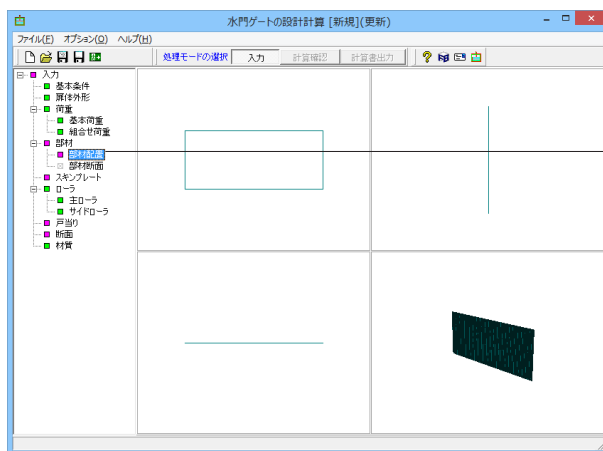 水門ゲートの設計計算 [新規](更新)
ファイル(F) オプション(O) ヘルプ(H)
処理モードの選択 入力 計算確認 計算書出力
入力
基本条件
扉体外形
荷重
基本荷重
組合せ荷重
部材
部材配置
部材断面
スキンプレート
ローラ
主ローラ
サイドローラ
戸当り
断面
材質